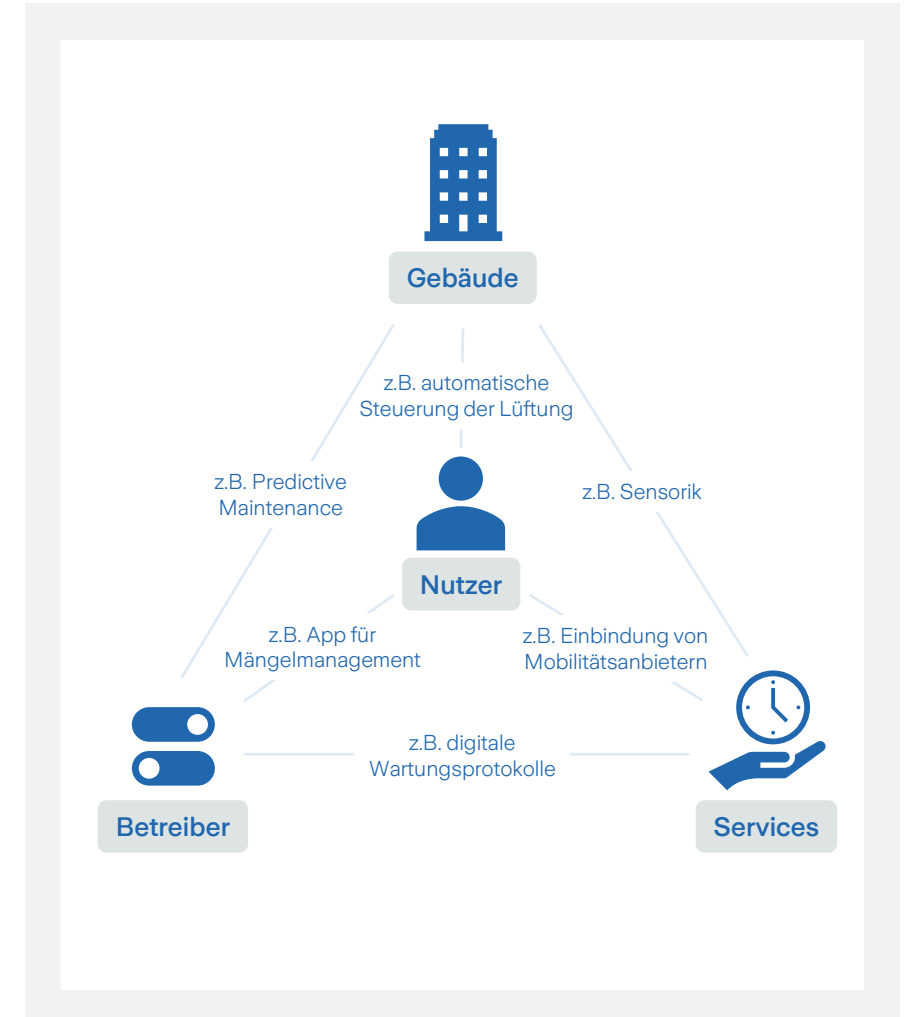 Gebäude
z.B. automatische
Steuerung der Lüftung
z.B. Predictive
Maintenance
z.B. Sensorik
Nutzer
z.B. App für
Mängelmanagement
z.B. Einbindung von
Mobilitätsanbietern
z.B. digitale
Wartungsprotokolle
Betreiber
Services